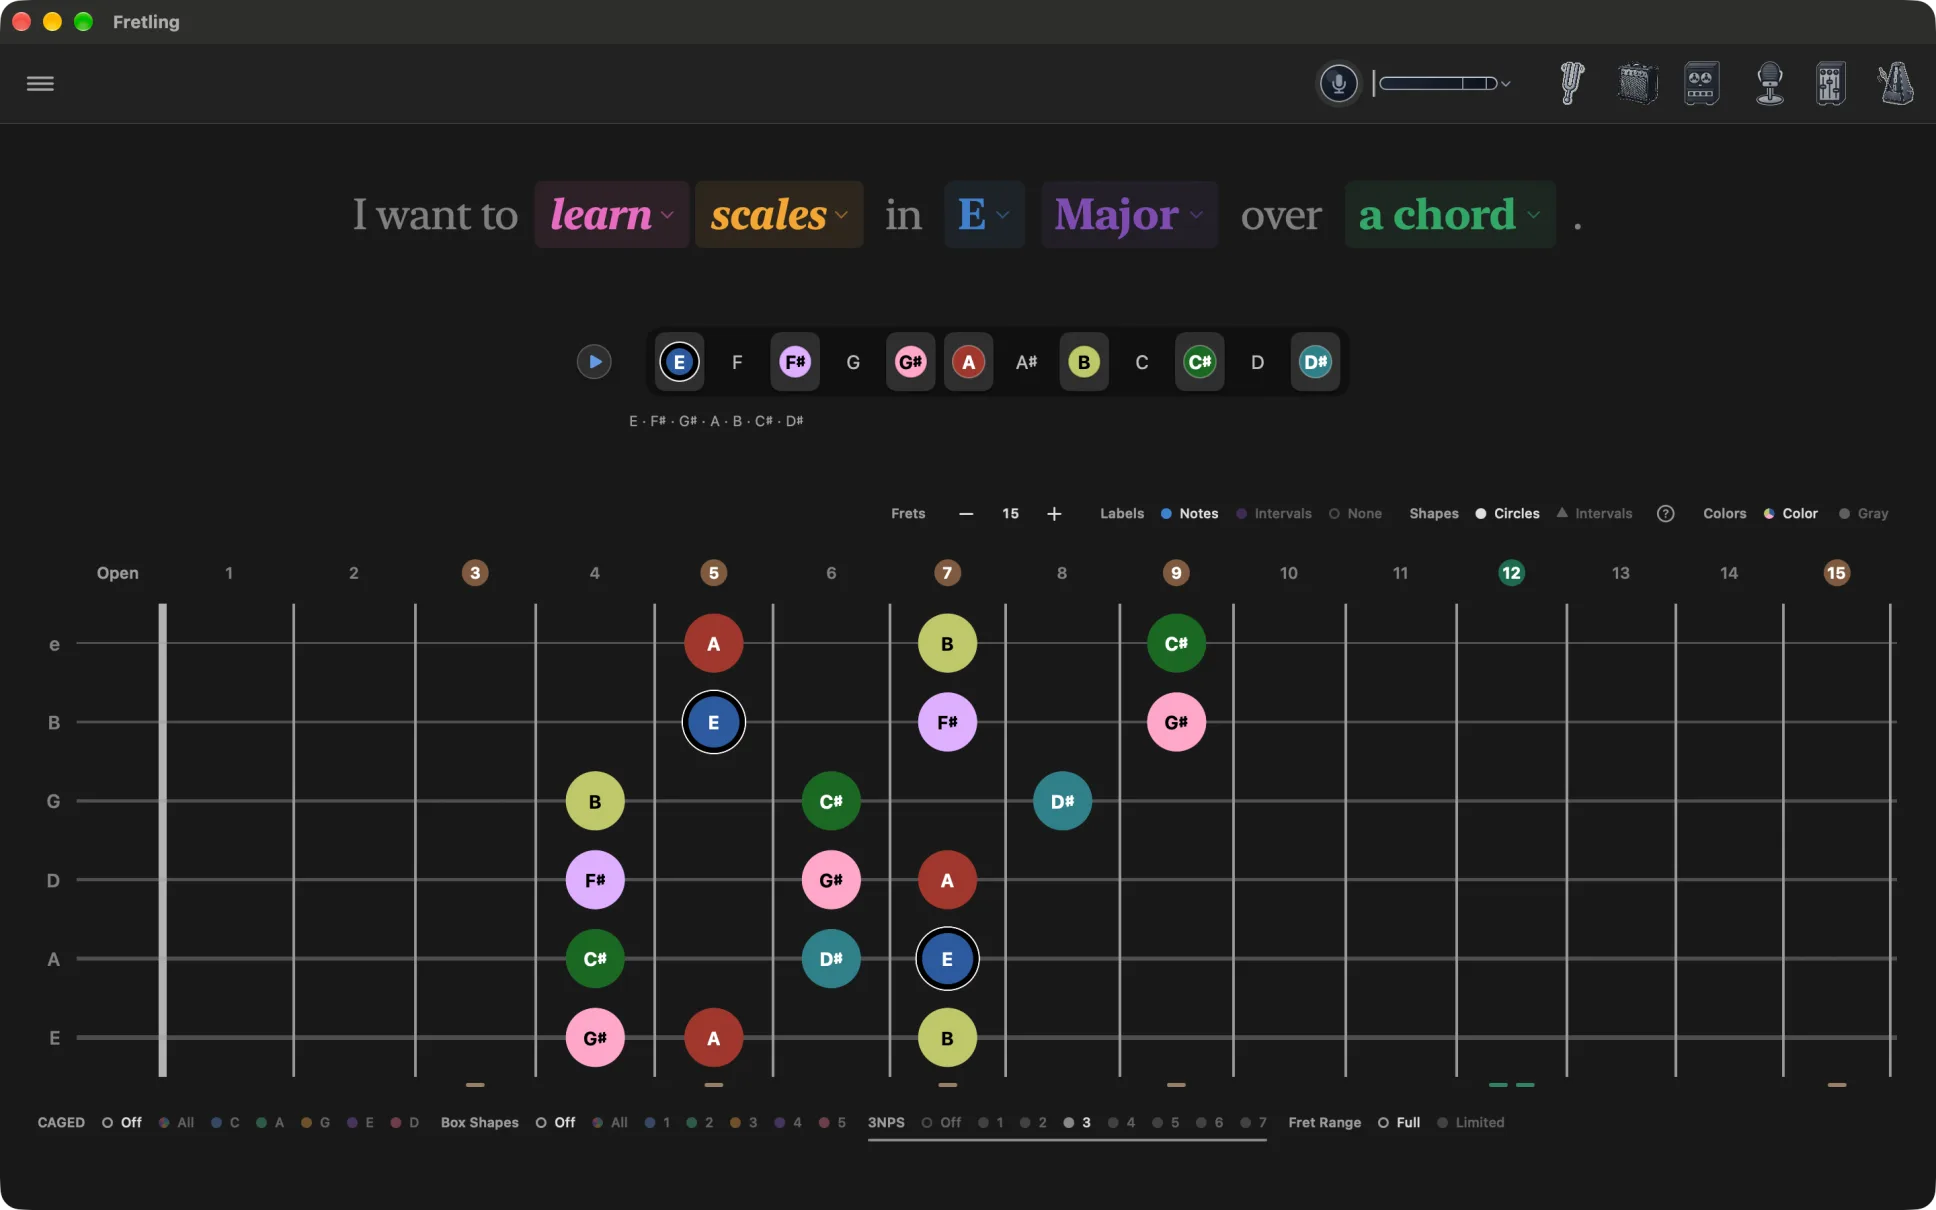 Fretling
I want to learn scales in E Major over a chord .
E F F# G G# A A# B C C# D D#
E · F# · G# · A · B · C# · D#
Frets − 15 + Labels Notes Intervals None Shapes Circles Intervals ? Colors Color Gray
Open 1 2 3 4 5 6 7 8 9 10 11 12 13 14 15
e A B C#
B E F# G#
G B C# D#
D F# G# A
A C# D# E
E G# A B
CAGED Off All C A G E D Box Shapes Off All 1 2 3 4 5 3NPS Off 1 2 3 4 5 6 7 Fret Range Full Limited